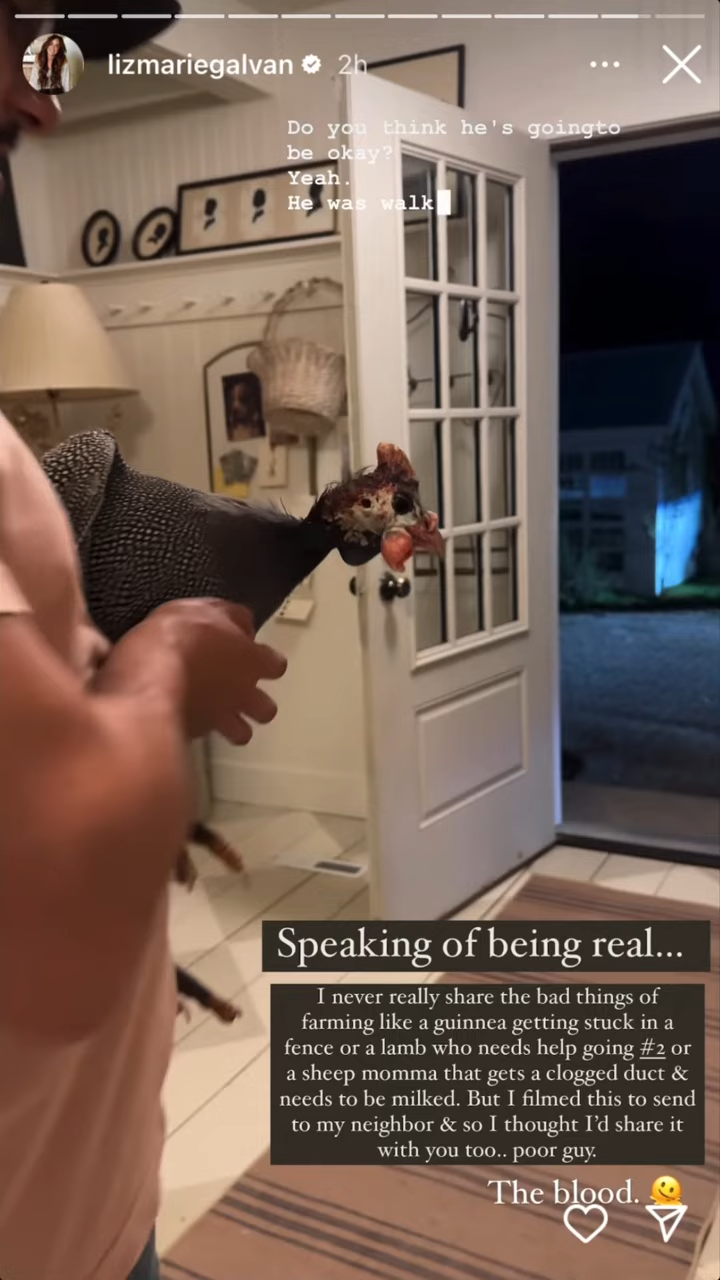 lizmariegalvan 2h
Do you think he's goingto
be okay?
Yeah.
He was walk
Speaking of being real...
I never really share the bad things of
farming like a guinnea getting stuck in a
fence or a lamb who needs help going #2 or
a sheep momma that gets a clogged duct &
needs to be milked. But I filmed this to send
to my neighbor & so I thought I'd share it
with you too.. poor guy.
The blood. 🫠